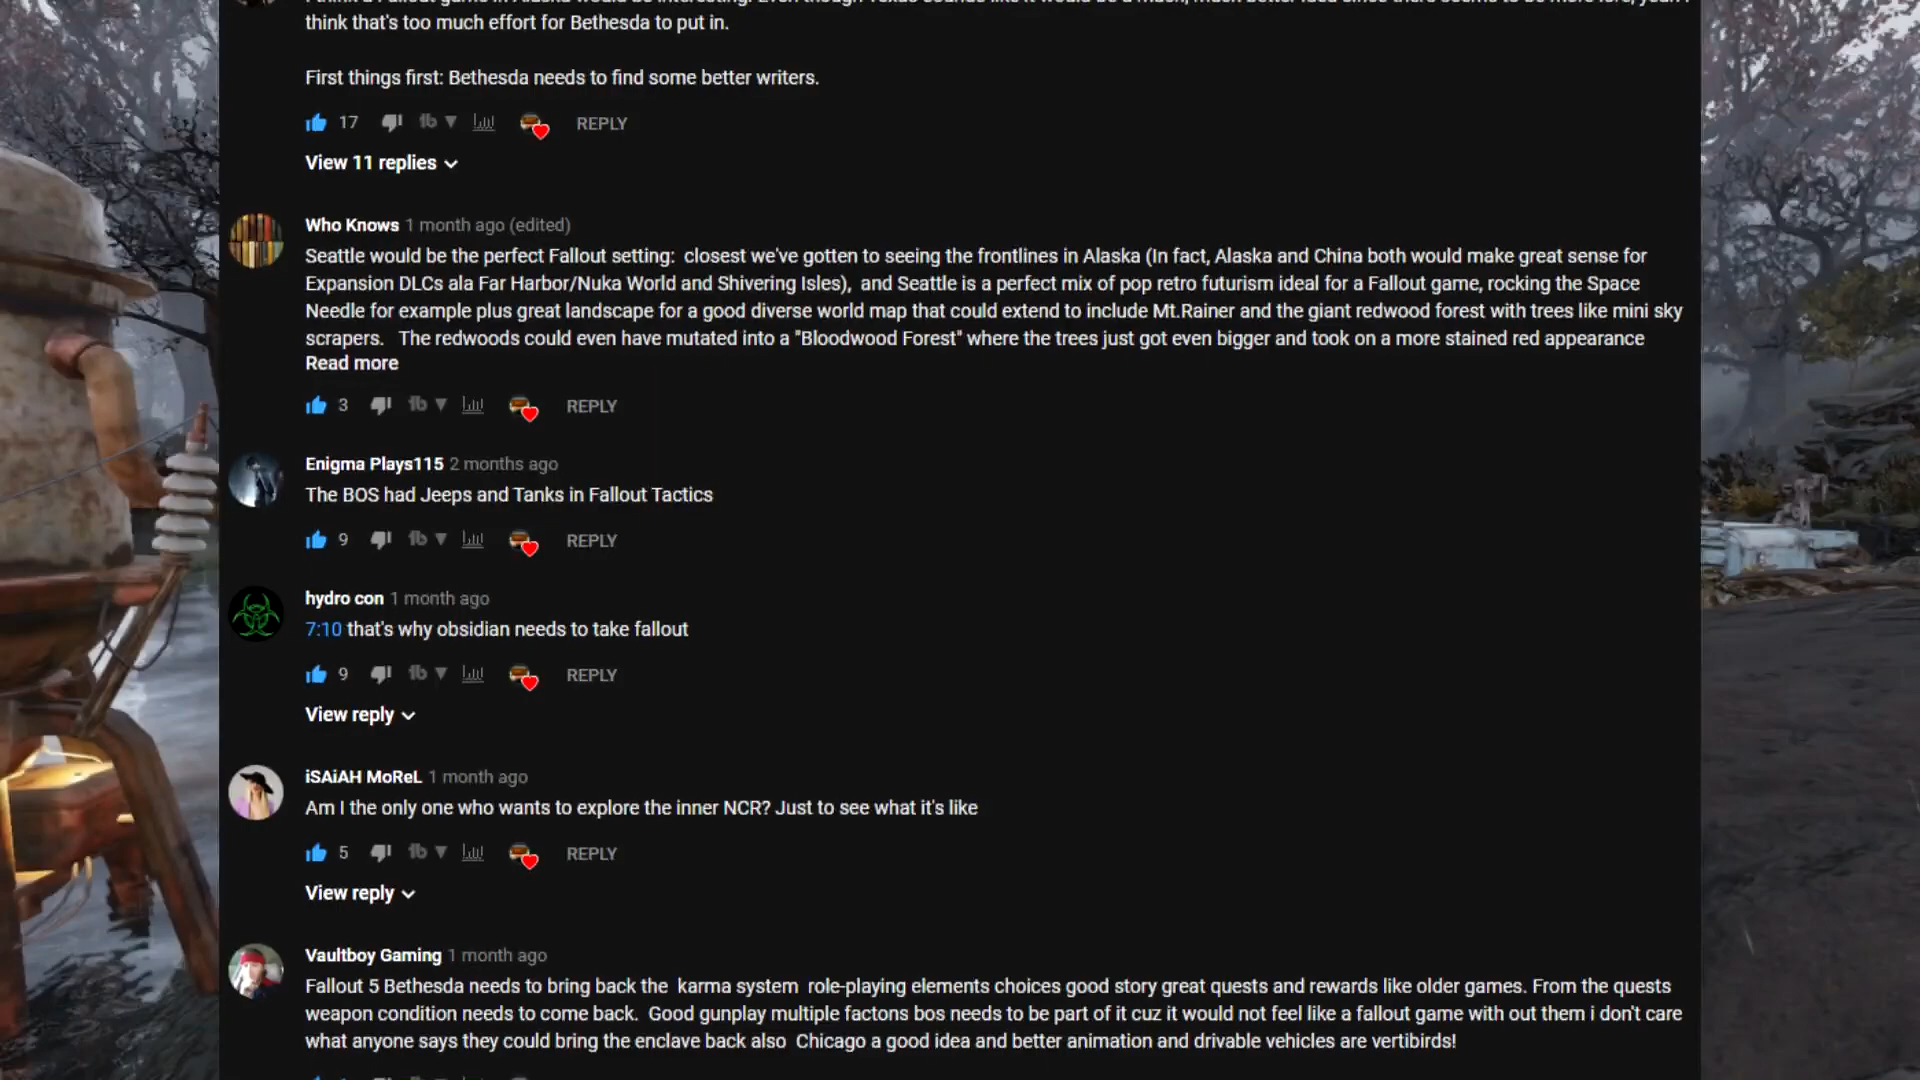 think that's too much effort for Bethesda to put in.
First things first: Bethesda needs to find some better writers.
17 REPLY
View 11 replies
Who Knows 1 month ago (edited)
Seattle would be the perfect Fallout setting: closest we've gotten to seeing the frontlines in Alaska (In fact, Alaska and China both would make great sense for
Expansion DLCs ala Far Harbor/Nuka World and Shivering Isles), and Seattle is a perfect mix of pop retro futurism ideal for a Fallout game, rocking the Space
Needle for example plus great landscape for a good diverse world map that could extend to include Mt.Rainer and the giant redwood forest with trees like mini sky
scrapers. The redwoods could even have mutated into a "Bloodwood Forest" where the trees just got even bigger and took on a more stained red appearance
Read more
3 REPLY
Enigma Plays115 2 months ago
The BOS had Jeeps and Tanks in Fallout Tactics
9 REPLY
hydro con 1 month ago
7:10 that's why obsidian needs to take fallout
9 REPLY
View reply
iSAiAH MoReL 1 month ago
Am I the only one who wants to explore the inner NCR? Just to see what it's like
5 REPLY
View reply
Vaultboy Gaming 1 month ago
Fallout 5 Bethesda needs to bring back the karma system role-playing elements choices good story great quests and rewards like older games. From the quests
weapon condition needs to come back. Good gunplay multiple factons bos needs to be part of it cuz it would not feel like a fallout game with out them i don't care
what anyone says they could bring the enclave back also Chicago a good idea and better animation and drivable vehicles are vertibirds!